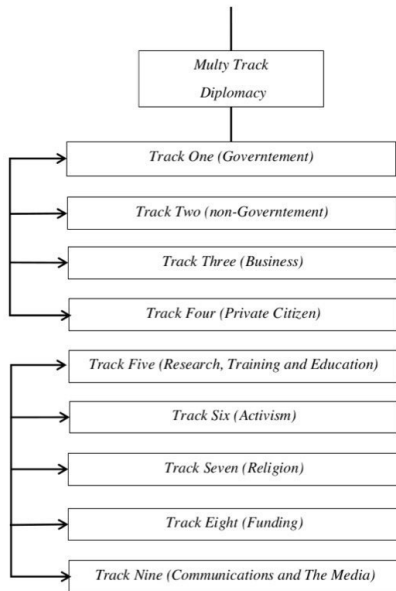 Multy Track
Diplomacy
Track One (Governtement)
Track Two (non-Governtement)
Track Three (Business)
Track Four (Private Citizen)
Track Five (Research, Training and Education)
Track Six (Activism)
Track Seven (Religion)
Track Eight (Funding)
Track Nine (Communications and The Media)